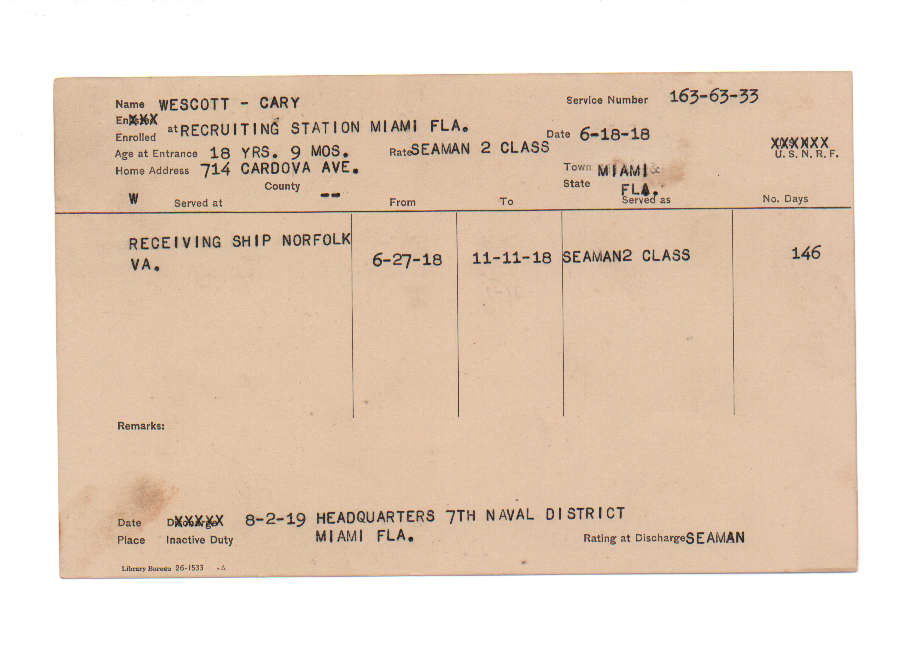 Name WESCOTT - CARY Service Number 163-63-33
Enlisted XXX
Enrolled at RECRUITING STATION MIAMI FLA. Date 6-18-18
Age at Entrance 18 YRS. 9 MOS. Rate SEAMAN 2 CLASS XXXXXX U. S. N. R. F.
Home Address 714 CARDOVA AVE. Town MIAMI
County -- State FLA.
W Served at From To Served as No. Days
RECEIVING SHIP NORFOLK
VA. 6-27-18 11-11-18 SEAMAN2 CLASS 146
Remarks:
Date Discharge XXXXX 8-2-19 HEADQUARTERS 7TH NAVAL DISTRICT
Place Inactive Duty MIAMI FLA. Rating at Discharge SEAMAN
Library Bureau 26-1533